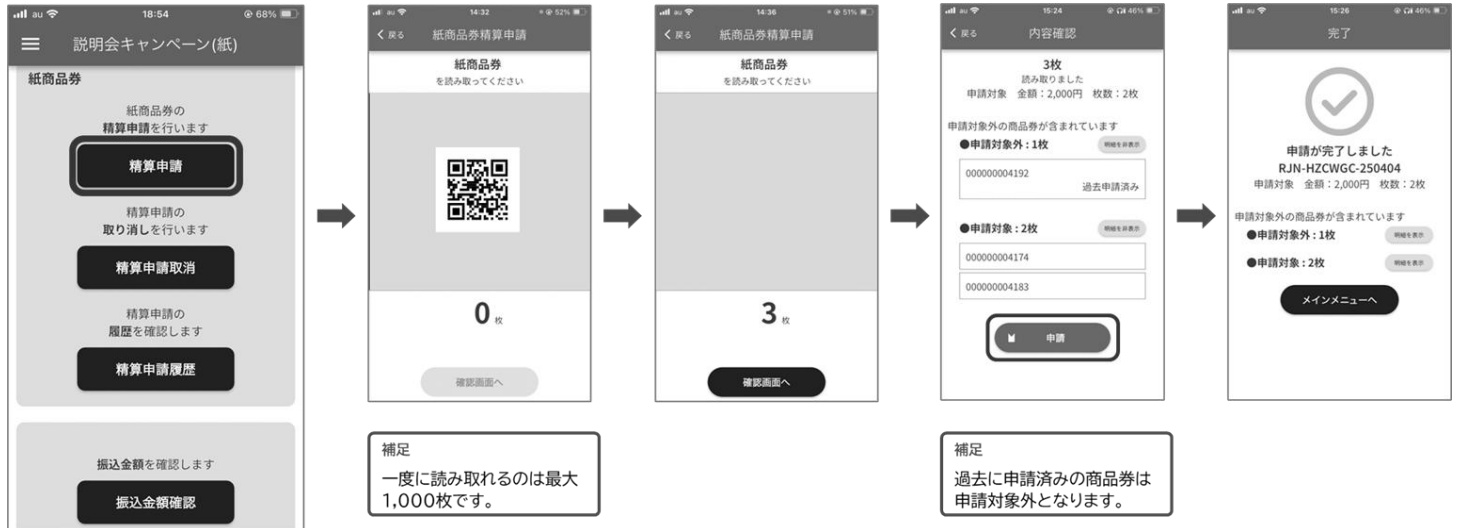 au
18:54
68%
説明会キャンペーン(紙)
紙商品券
紙商品券の
精算申請を行います
精算申請
精算申請の
取り消しを行います
精算申請取消
精算申請の
履歴を確認します
精算申請履歴
振込金額を確認します
振込金額確認
au
14:32
52%
戻る
紙商品券精算申請
紙商品券
を読み取ってください
0 枚
確認画面へ
補足
一度に読み取れるのは最大
1,000枚です。
au
14:36
51%
戻る
紙商品券精算申請
紙商品券
を読み取ってください
3 枚
確認画面へ
au
15:24
46%
戻る
内容確認
3枚
読み取りました
申請対象 金額:2,000円 枚数:2枚
申請対象外の商品券が含まれています
●申請対象外:1枚
明細を非表示
000000004192
過去申請済み
●申請対象:2枚
明細を非表示
000000004174
000000004183
申請
補足
過去に申請済みの商品券は
申請対象外となります。
au
15:26
46%
完了
申請が完了しました
RJN-HZCWGC-250404
申請対象 金額:2,000円 枚数:2枚
申請対象外の商品券が含まれています
●申請対象外:1枚
明細を表示
●申請対象:2枚
明細を表示
メインメニューへ